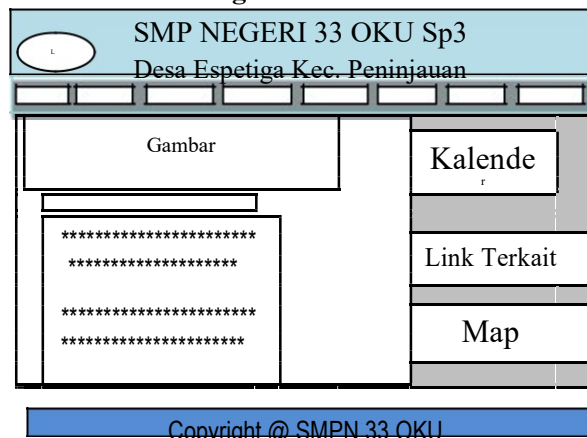 L
SMP NEGERI 33 OKU Sp3
Desa Espetiga Kec. Peninjauan
Gambar
Kalende
r
***********************
********************
***********************
**********************
Link Terkait
Map
Copyright @ SMPN 33 OKU